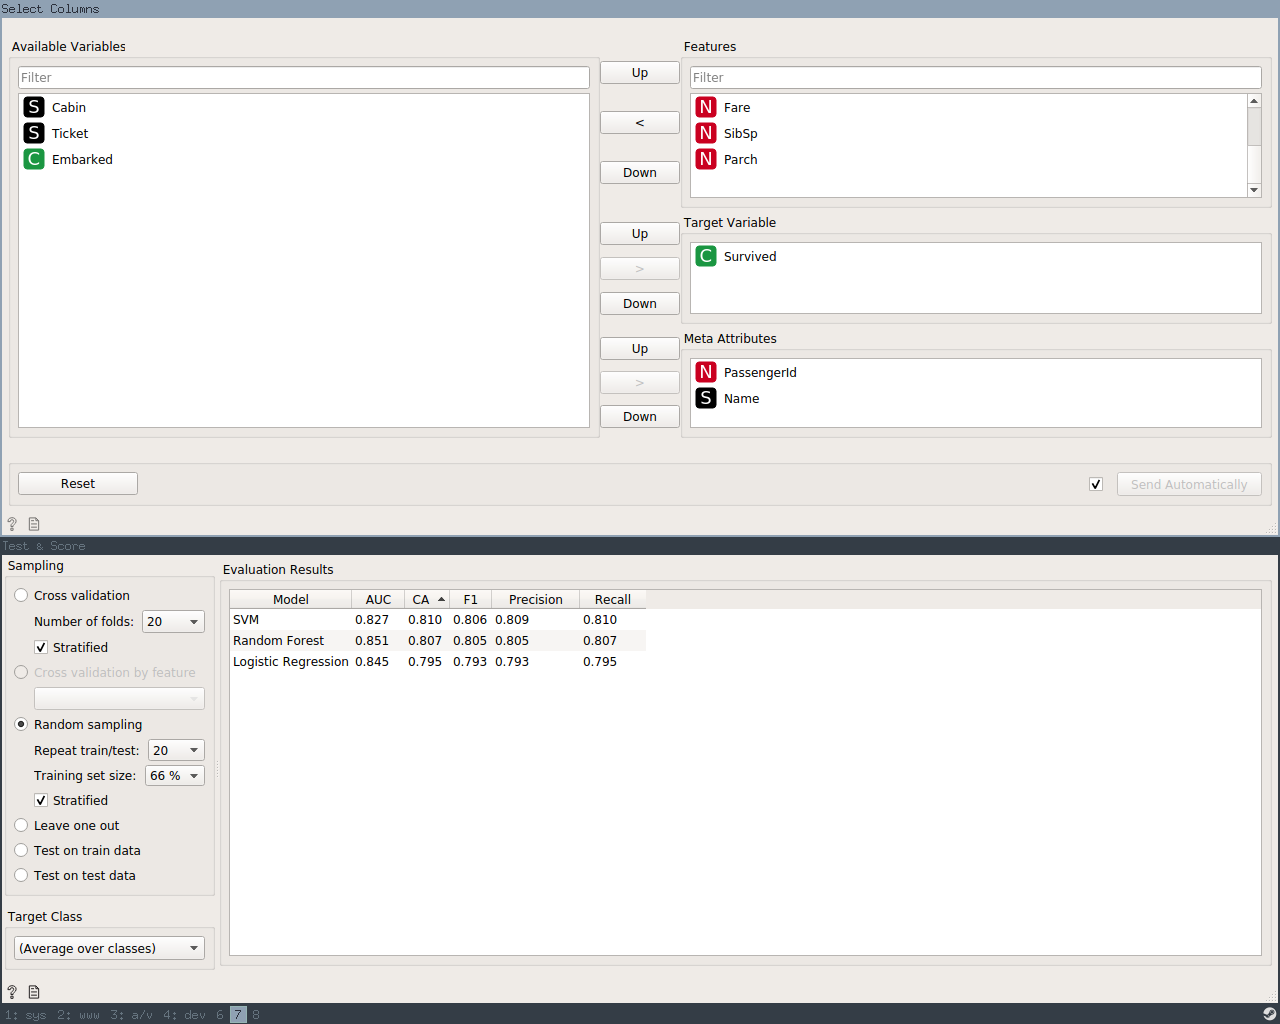 Select Columns
Available Variables
Filter
S Cabin
S Ticket
C Embarked
Up
<
Down
Up
>
Down
Up
>
Down
Features
Filter
N Fare
N SibSp
N Parch
Target Variable
C Survived
Meta Attributes
N PassengerId
S Name
Reset
Send Automatically
?
Test & Score
Sampling
Cross validation
Number of folds: 20
Stratified
Cross validation by feature
Random sampling
Repeat train/test: 20
Training set size: 66 %
Stratified
Leave one out
Test on train data
Test on test data
Target Class
(Average over classes)
?
Evaluation Results
Model AUC CA F1 Precision Recall
SVM 0.827 0.810 0.806 0.809 0.810
Random Forest 0.851 0.807 0.805 0.805 0.807
Logistic Regression 0.845 0.795 0.793 0.793 0.795
1: sys 2: www 3: a/v 4: dev 6 7 8